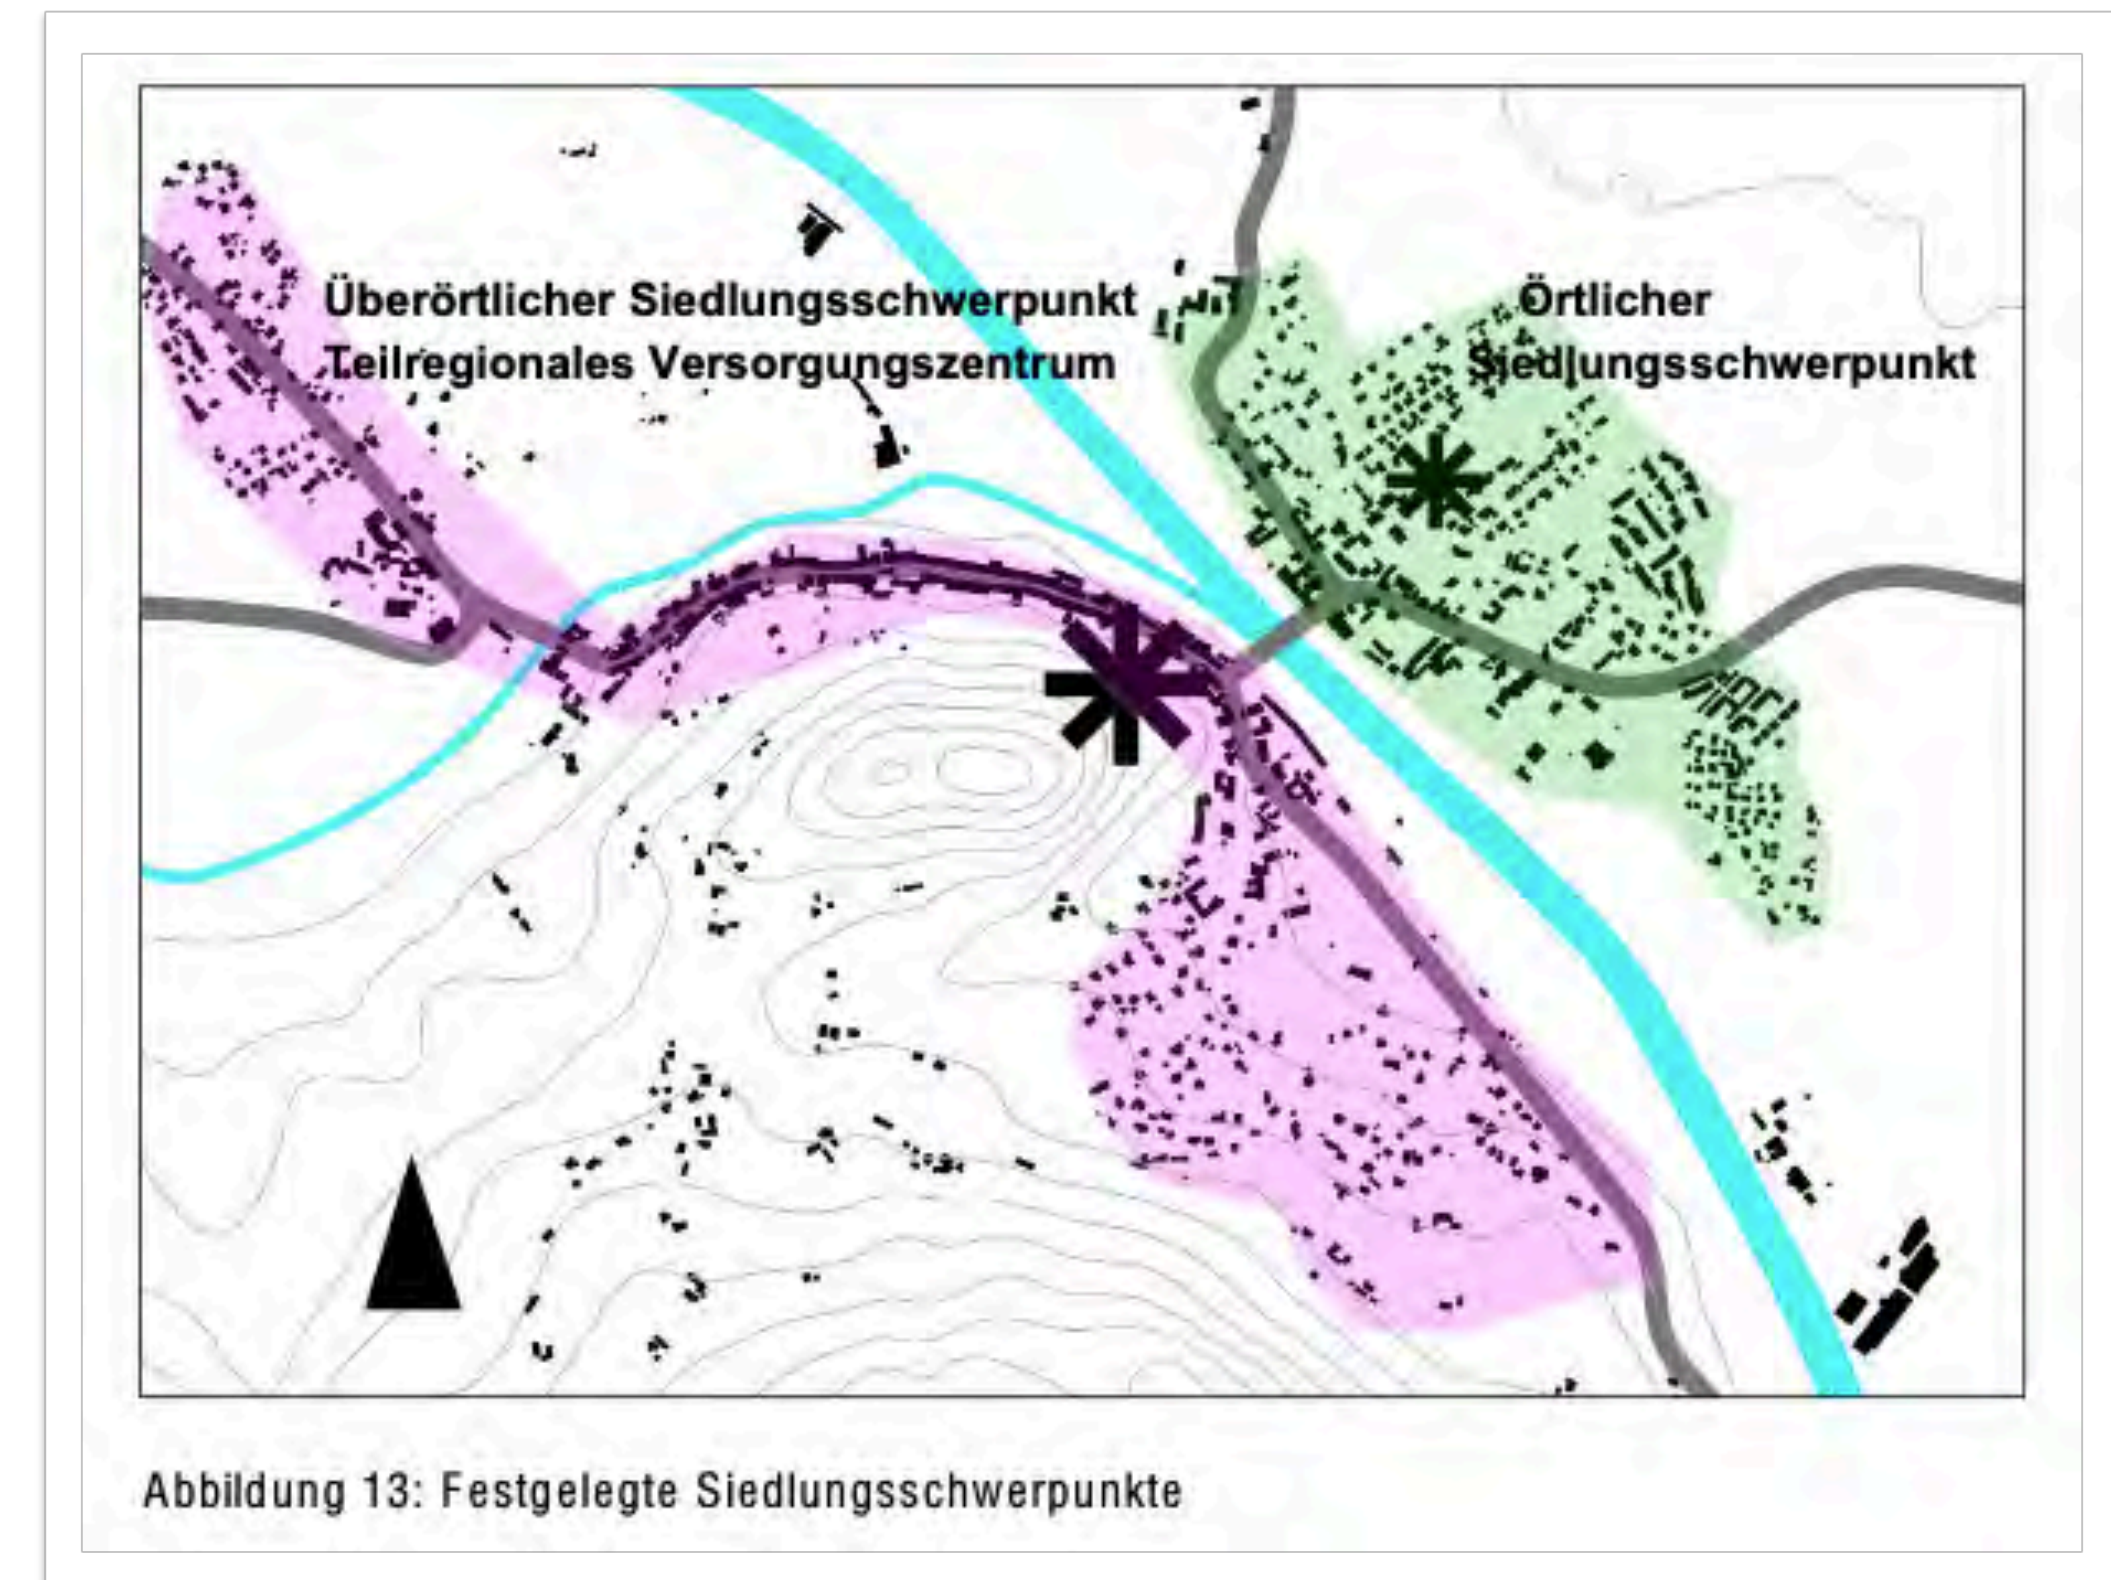 Überörtlicher Siedlungsschwerpunkt
Teilregionales Versorgungszentrum
Örtlicher
Siedlungsschwerpunkt
Abbildung 13: Festgelegte Siedlungsschwerpunkte